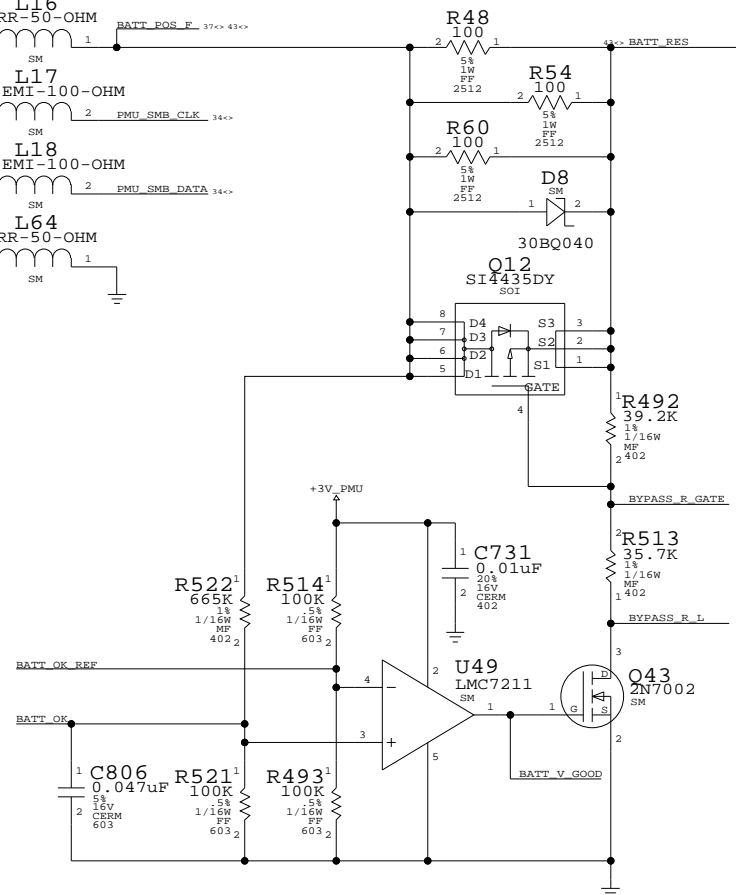 L16
RR-50-OHM
1
SM
BATT_POS_F 37<> 43<>
L17
EMI-100-OHM
2
SM
PMU_SMB_CLK 34<>
L18
EMI-100-OHM
2
SM
PMU_SMB_DATA 34<>
L64
RR-50-OHM
1
SM
R48
100
2 1
5%
1W
FF
2512
43<> BATT_RES
R54
100
2 1
5%
1W
FF
2512
R60
100
2 1
5%
1W
FF
2512
D8
SM
1 2
30BQ040
Q12
SI4435DY
SOI
8 D4 S3 3
7 D3 S2 2
6 D2 S1 1
5 D1
GATE
4
1
R492
39.2K
1%
1/16W
MF
402
2
BYPASS_R_GATE
2
R513
35.7K
1%
1/16W
MF
402
1
BYPASS_R_L
+3V_PMU
1
C731
0.01uF
20%
16V
CERM
402
2
R522
1
665K
1%
1/16W
MF
402
2
R514
1
100K
.5%
1/16W
FF
603
2
BATT_OK_REF
BATT_OK
U49
LMC7211
SM
2
4 −
3 +
1
5
3
Q43
2N7002
SM
D
1 G
S
2
BATT_V_GOOD
1
C806
0.047uF
5%
16V
CERM
603
2
R521
1
100K
.5%
1/16W
FF
603
2
R493
1
100K
.5%
1/16W
FF
603
2